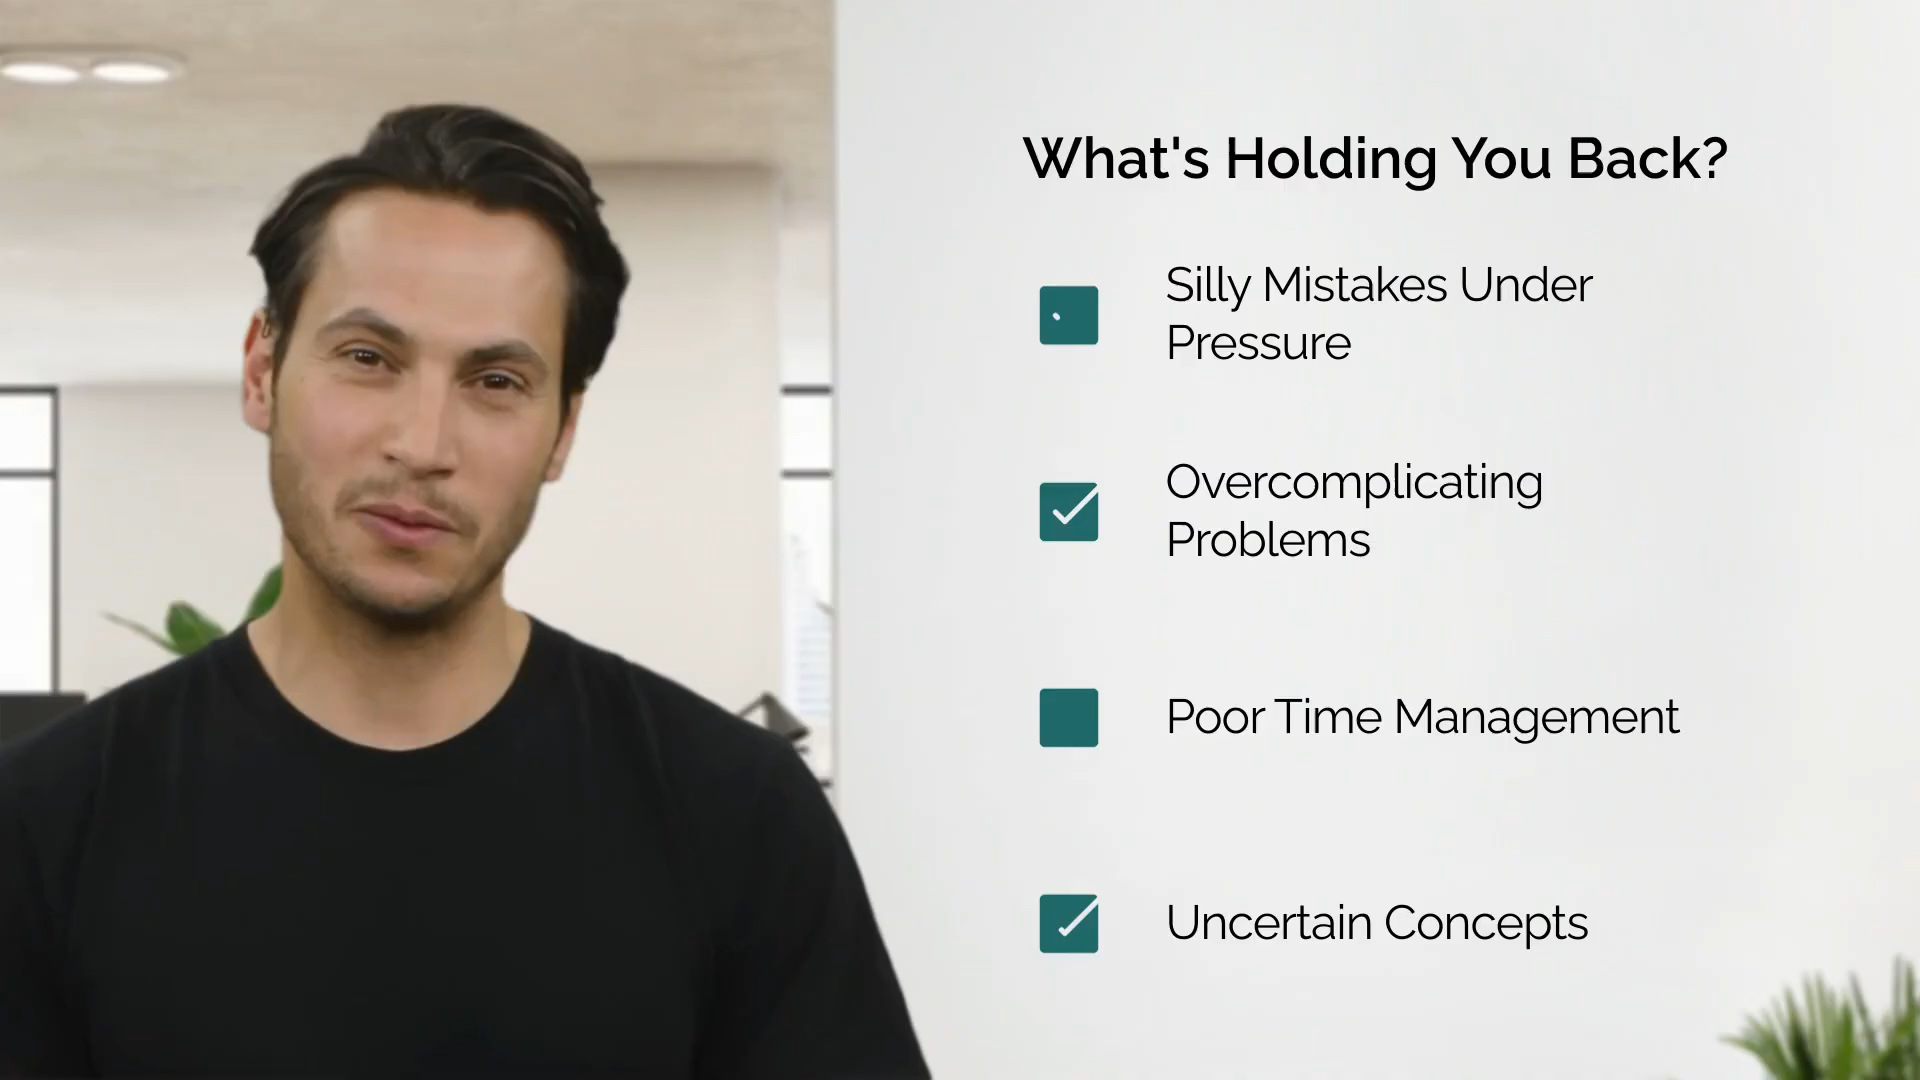 What's Holding You Back?
Silly Mistakes Under
Pressure
Overcomplicating
Problems
Poor Time Management
Uncertain Concepts